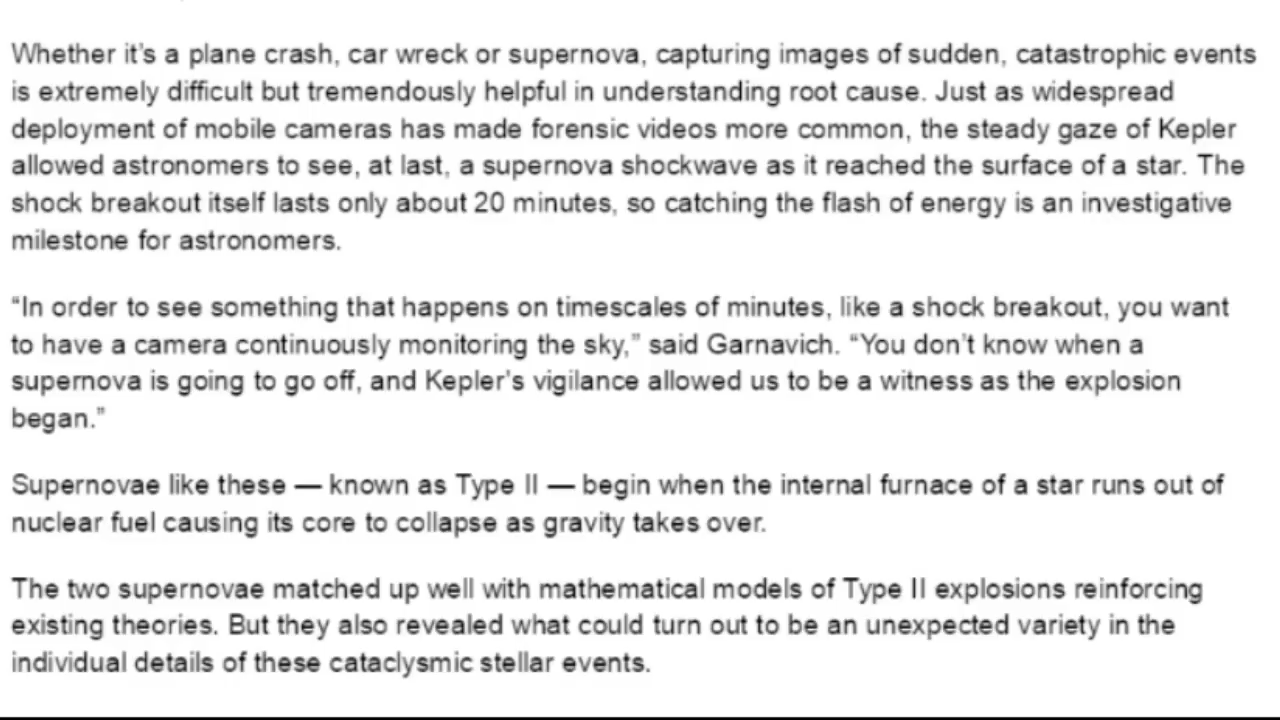 Whether it's a plane crash, car wreck or supernova, capturing images of sudden, catastrophic events
is extremely difficult but tremendously helpful in understanding root cause. Just as widespread
deployment of mobile cameras has made forensic videos more common, the steady gaze of Kepler
allowed astronomers to see, at last, a supernova shockwave as it reached the surface of a star. The
shock breakout itself lasts only about 20 minutes, so catching the flash of energy is an investigative
milestone for astronomers.
“In order to see something that happens on timescales of minutes, like a shock breakout, you want
to have a camera continuously monitoring the sky,” said Garnavich. “You don’t know when a
supernova is going to go off, and Kepler's vigilance allowed us to be a witness as the explosion
began.”
Supernovae like these — known as Type II — begin when the internal furnace of a star runs out of
nuclear fuel causing its core to collapse as gravity takes over.
The two supernovae matched up well with mathematical models of Type II explosions reinforcing
existing theories. But they also revealed what could turn out to be an unexpected variety in the
individual details of these cataclysmic stellar events.